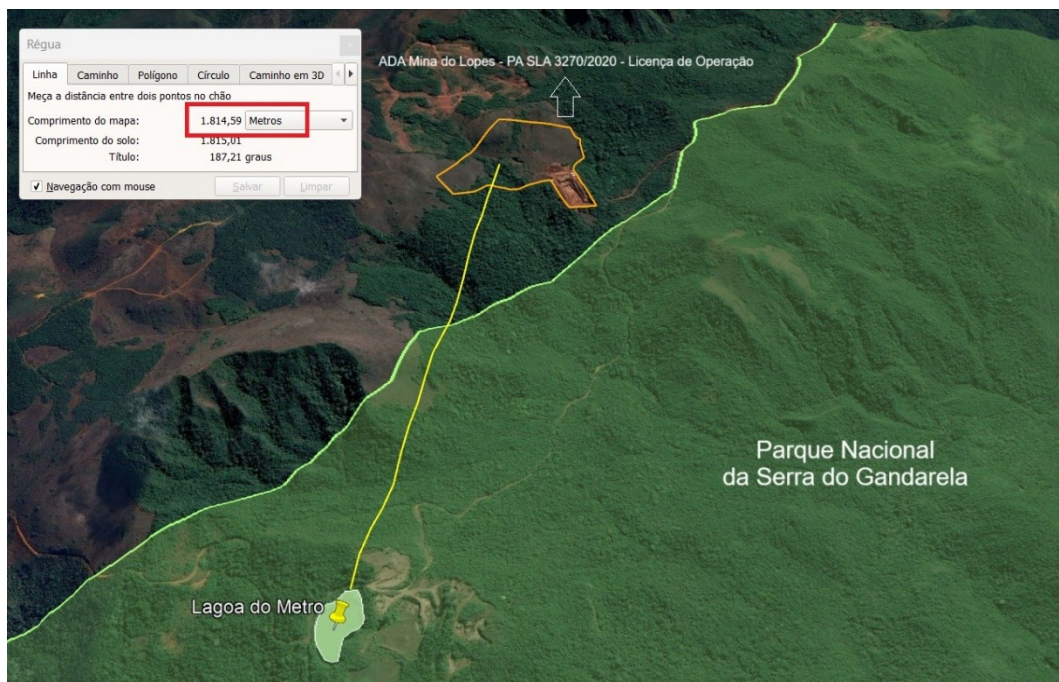 Régua
Linha Caminho Polígono Círculo Caminho em 3D
Meça a distância entre dois pontos no chão
Comprimento do mapa: 1.814,59 Metros
Comprimento do solo: 1.815,01
Título: 187,21 graus
Navegação com mouse Salvar Limpar
ADA Mina do Lopes - PA SLA 3270/2020 - Licença de Operação
Parque Nacional
da Serra do Gandarela
Lagoa do Metro